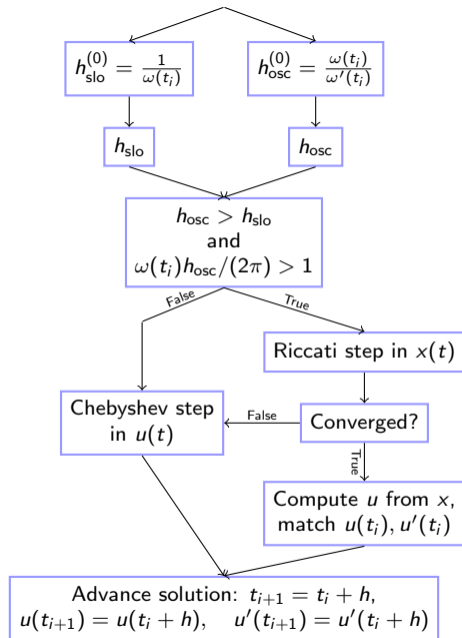 h_slo^(0) = 1/ω(t_i)
h_osc^(0) = ω(t_i)/ω′(t_i)
h_slo
h_osc
h_osc > h_slo
and
ω(t_i)h_osc/(2π) > 1
False
True
Riccati step in x(t)
Chebyshev step
in u(t)
False
Converged?
True
Compute u from x,
match u(t_i), u′(t_i)
Advance solution: t_{i+1} = t_i + h,
u(t_{i+1}) = u(t_i + h), u′(t_{i+1}) = u′(t_i + h)